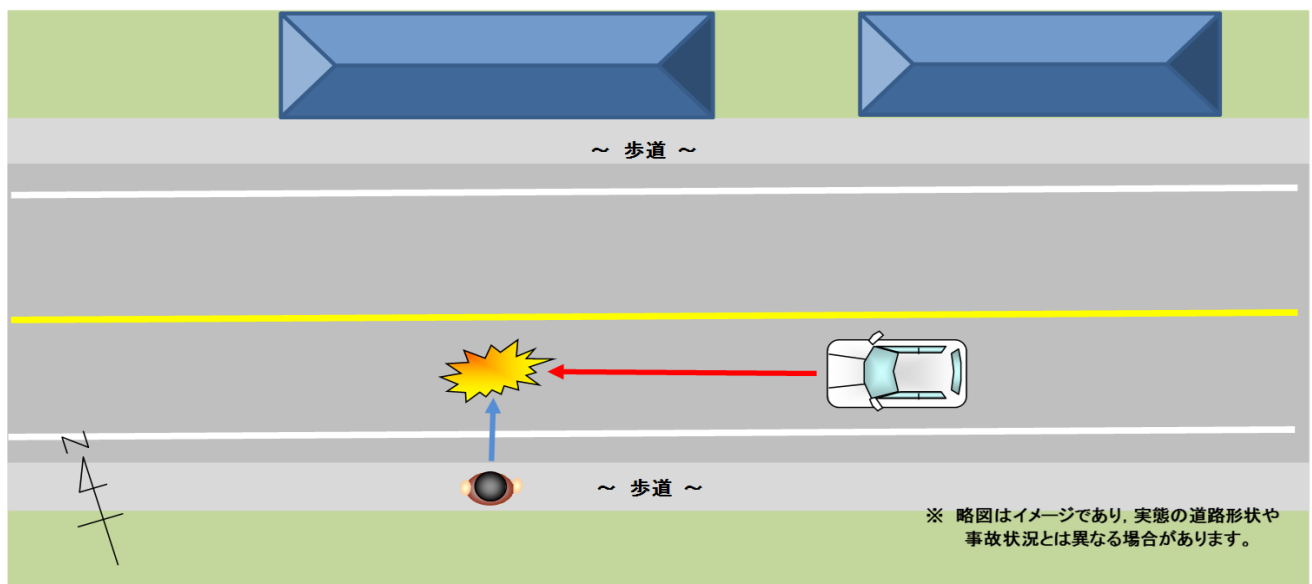 ～ 歩道 ～
N
～ 歩道 ～
※ 略図はイメージであり，実態の道路形状や
事故状況とは異なる場合があります。